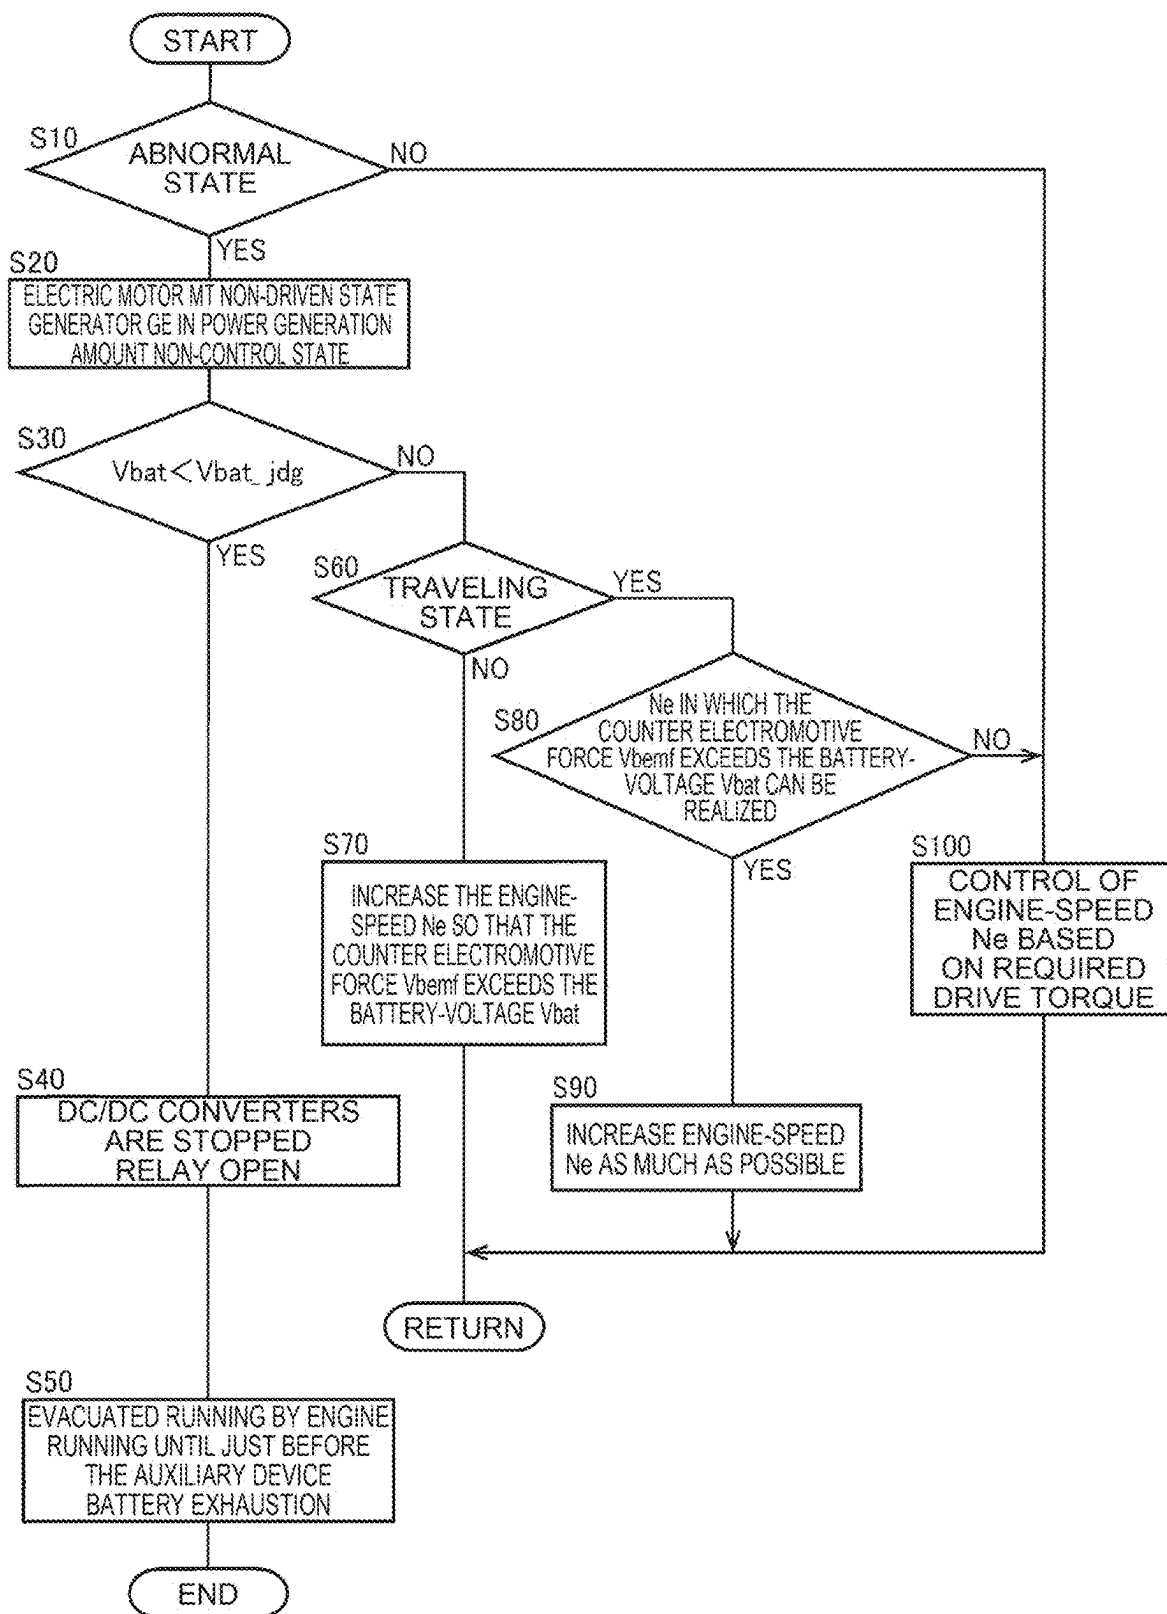 START
S10
ABNORMAL
STATE
NO
YES
S20
ELECTRIC MOTOR MT NON-DRIVEN STATE
GENERATOR GE IN POWER GENERATION
AMOUNT NON-CONTROL STATE
S30
Vbat<Vbat_jdg
NO
YES
S60
TRAVELING
STATE
YES
NO
S80
Ne IN WHICH THE
COUNTER ELECTROMOTIVE
FORCE Vbemf EXCEEDS THE BATTERY-
VOLTAGE Vbat CAN BE
REALIZED
NO
YES
S70
INCREASE THE ENGINE-
SPEED Ne SO THAT THE
COUNTER ELECTROMOTIVE
FORCE Vbemf EXCEEDS THE
BATTERY-VOLTAGE Vbat
S100
CONTROL OF
ENGINE-SPEED
Ne BASED
ON REQUIRED
DRIVE TORQUE
S40
DC/DC CONVERTERS
ARE STOPPED
RELAY OPEN
S90
INCREASE ENGINE-SPEED
Ne AS MUCH AS POSSIBLE
RETURN
S50
EVACUATED RUNNING BY ENGINE
RUNNING UNTIL JUST BEFORE
THE AUXILIARY DEVICE
BATTERY EXHAUSTION
END